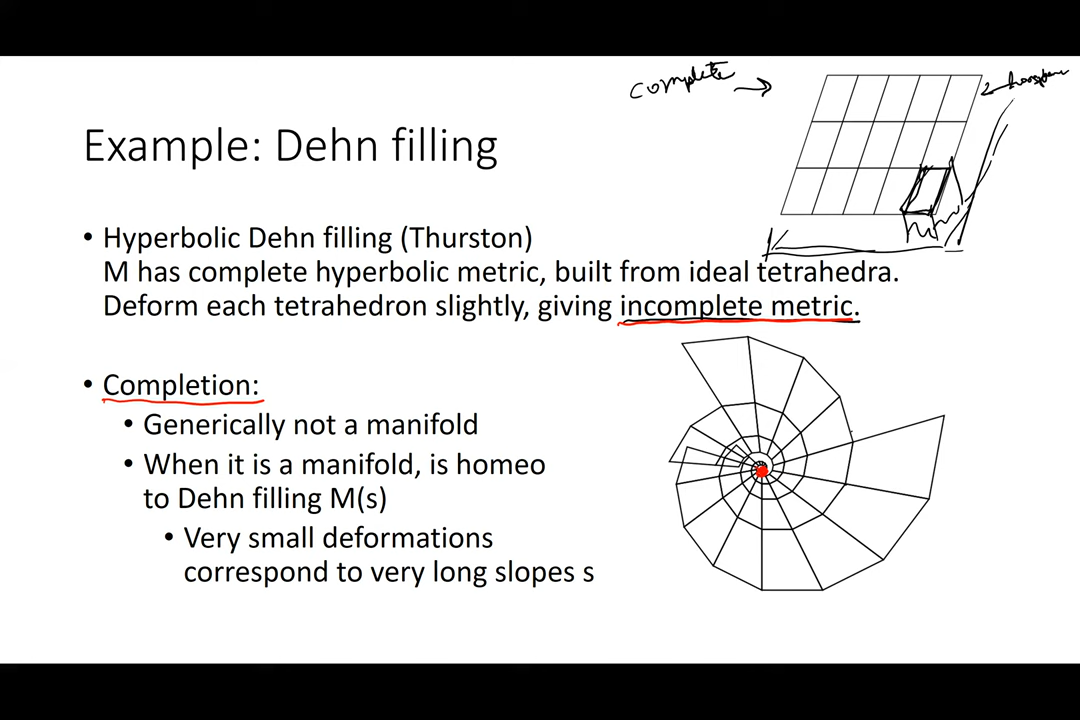 complete
Example: Dehn filling
• Hyperbolic Dehn filling (Thurston)
M has complete hyperbolic metric, built from ideal tetrahedra.
Deform each tetrahedron slightly, giving incomplete metric.
• Completion:
• Generically not a manifold
• When it is a manifold, is homeo
to Dehn filling M(s)
• Very small deformations
correspond to very long slopes s